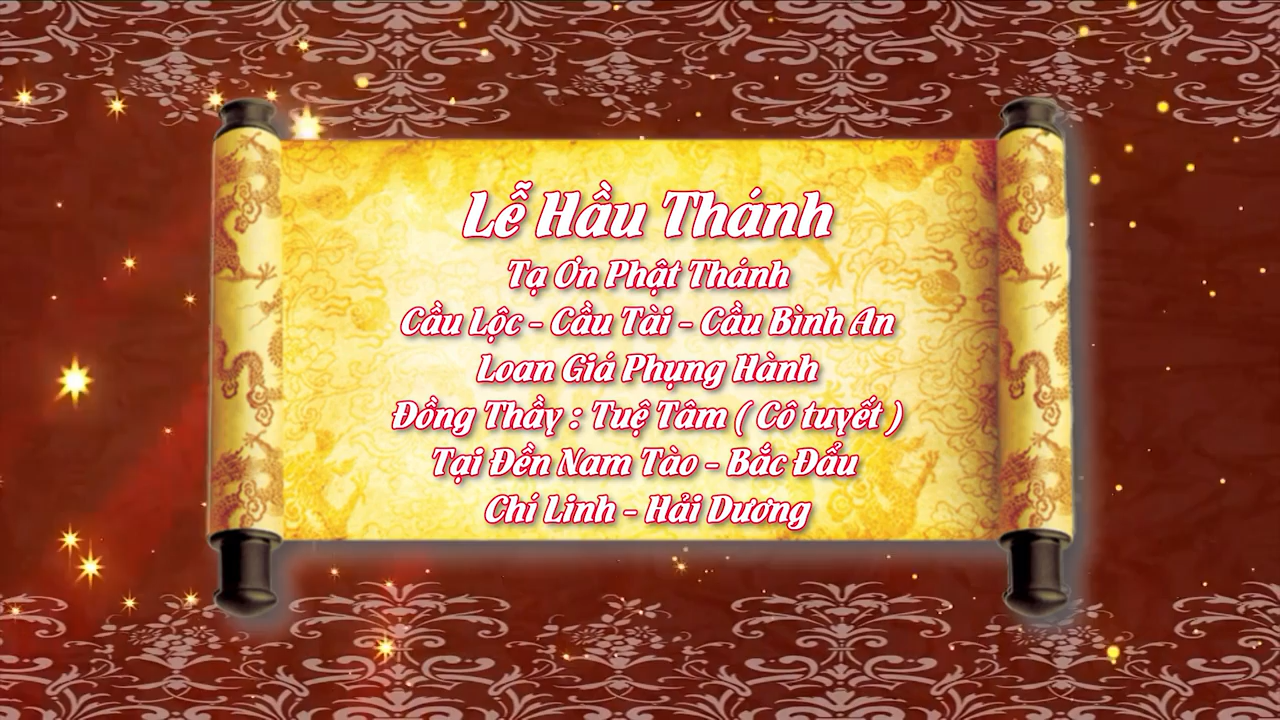 Lễ Hầu Thánh
Tạ Ơn Phật Thánh
Cầu Lộc - Cầu Tài - Cầu Bình An
Loan Giá Phụng Hành
Đồng Thầy : Tuệ Tâm ( Cô tuyết )
Tại Đền Nam Tào - Bắc Đẩu
Chí Linh - Hải Dương